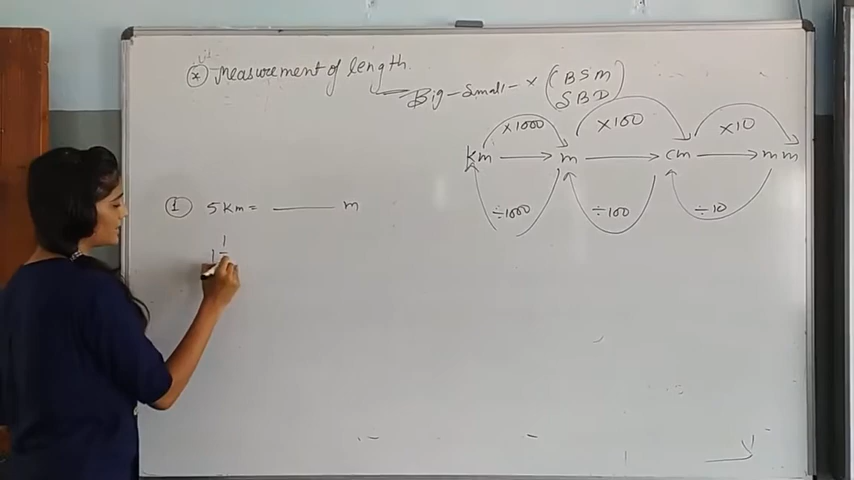 * Measurement of length
Big - Small - × (BSM
SBD)
×1000 ×100 ×10
km → m → cm → mm
÷1000 ÷100 ÷10
1 5 Km = ______ m